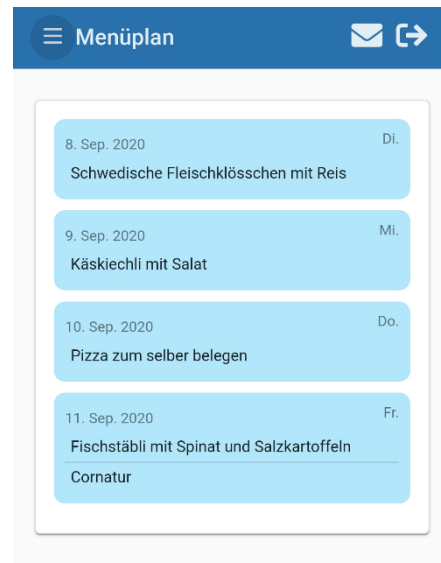 Menüplan
8. Sep. 2020 Di.
Schwedische Fleischklösschen mit Reis
9. Sep. 2020 Mi.
Käskiechli mit Salat
10. Sep. 2020 Do.
Pizza zum selber belegen
11. Sep. 2020 Fr.
Fischstäbli mit Spinat und Salzkartoffeln
Cornatur